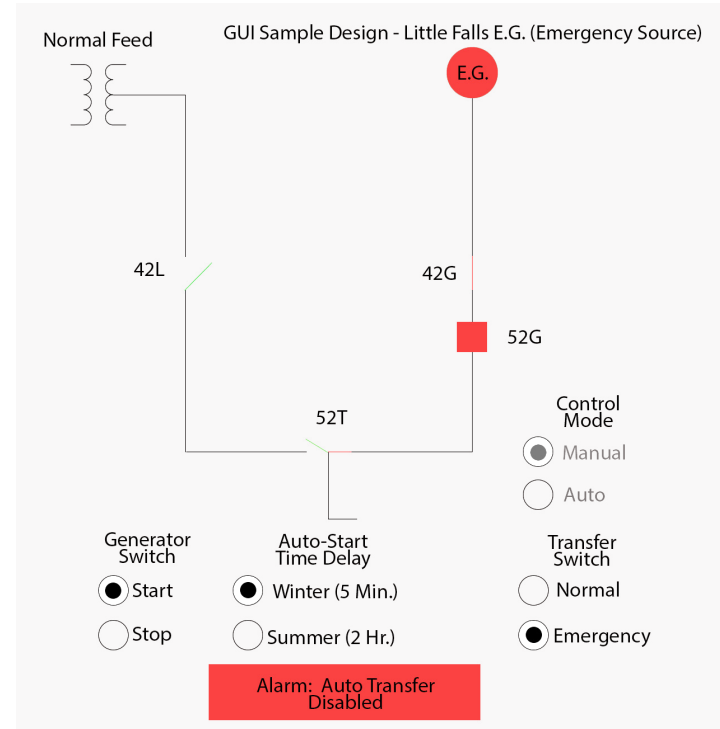 Normal Feed
GUI Sample Design - Little Falls E.G. (Emergency Source)
E.G.
42L
42G
52G
52T
Control
Mode
Manual
Auto
Generator
Switch
Start
Stop
Auto-Start
Time Delay
Winter (5 Min.)
Summer (2 Hr.)
Transfer
Switch
Normal
Emergency
Alarm: Auto Transfer
Disabled